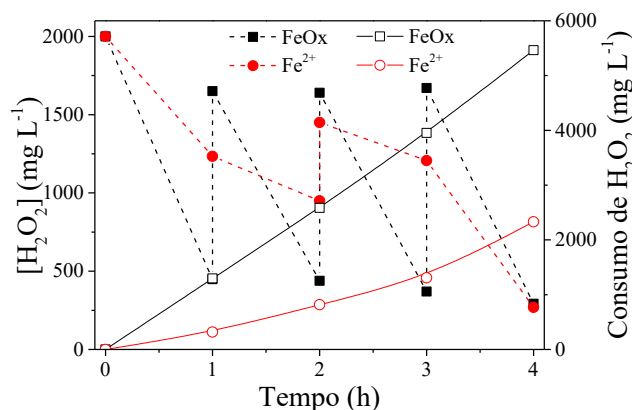 2000
1500
1000
500
0
[H₂O₂] (mg L⁻¹)
FeOx
FeOx
Fe²⁺
Fe²⁺
6000
4000
2000
0
Consumo de H₂O₂ (mg L⁻¹)
0 1 2 3 4
Tempo (h)